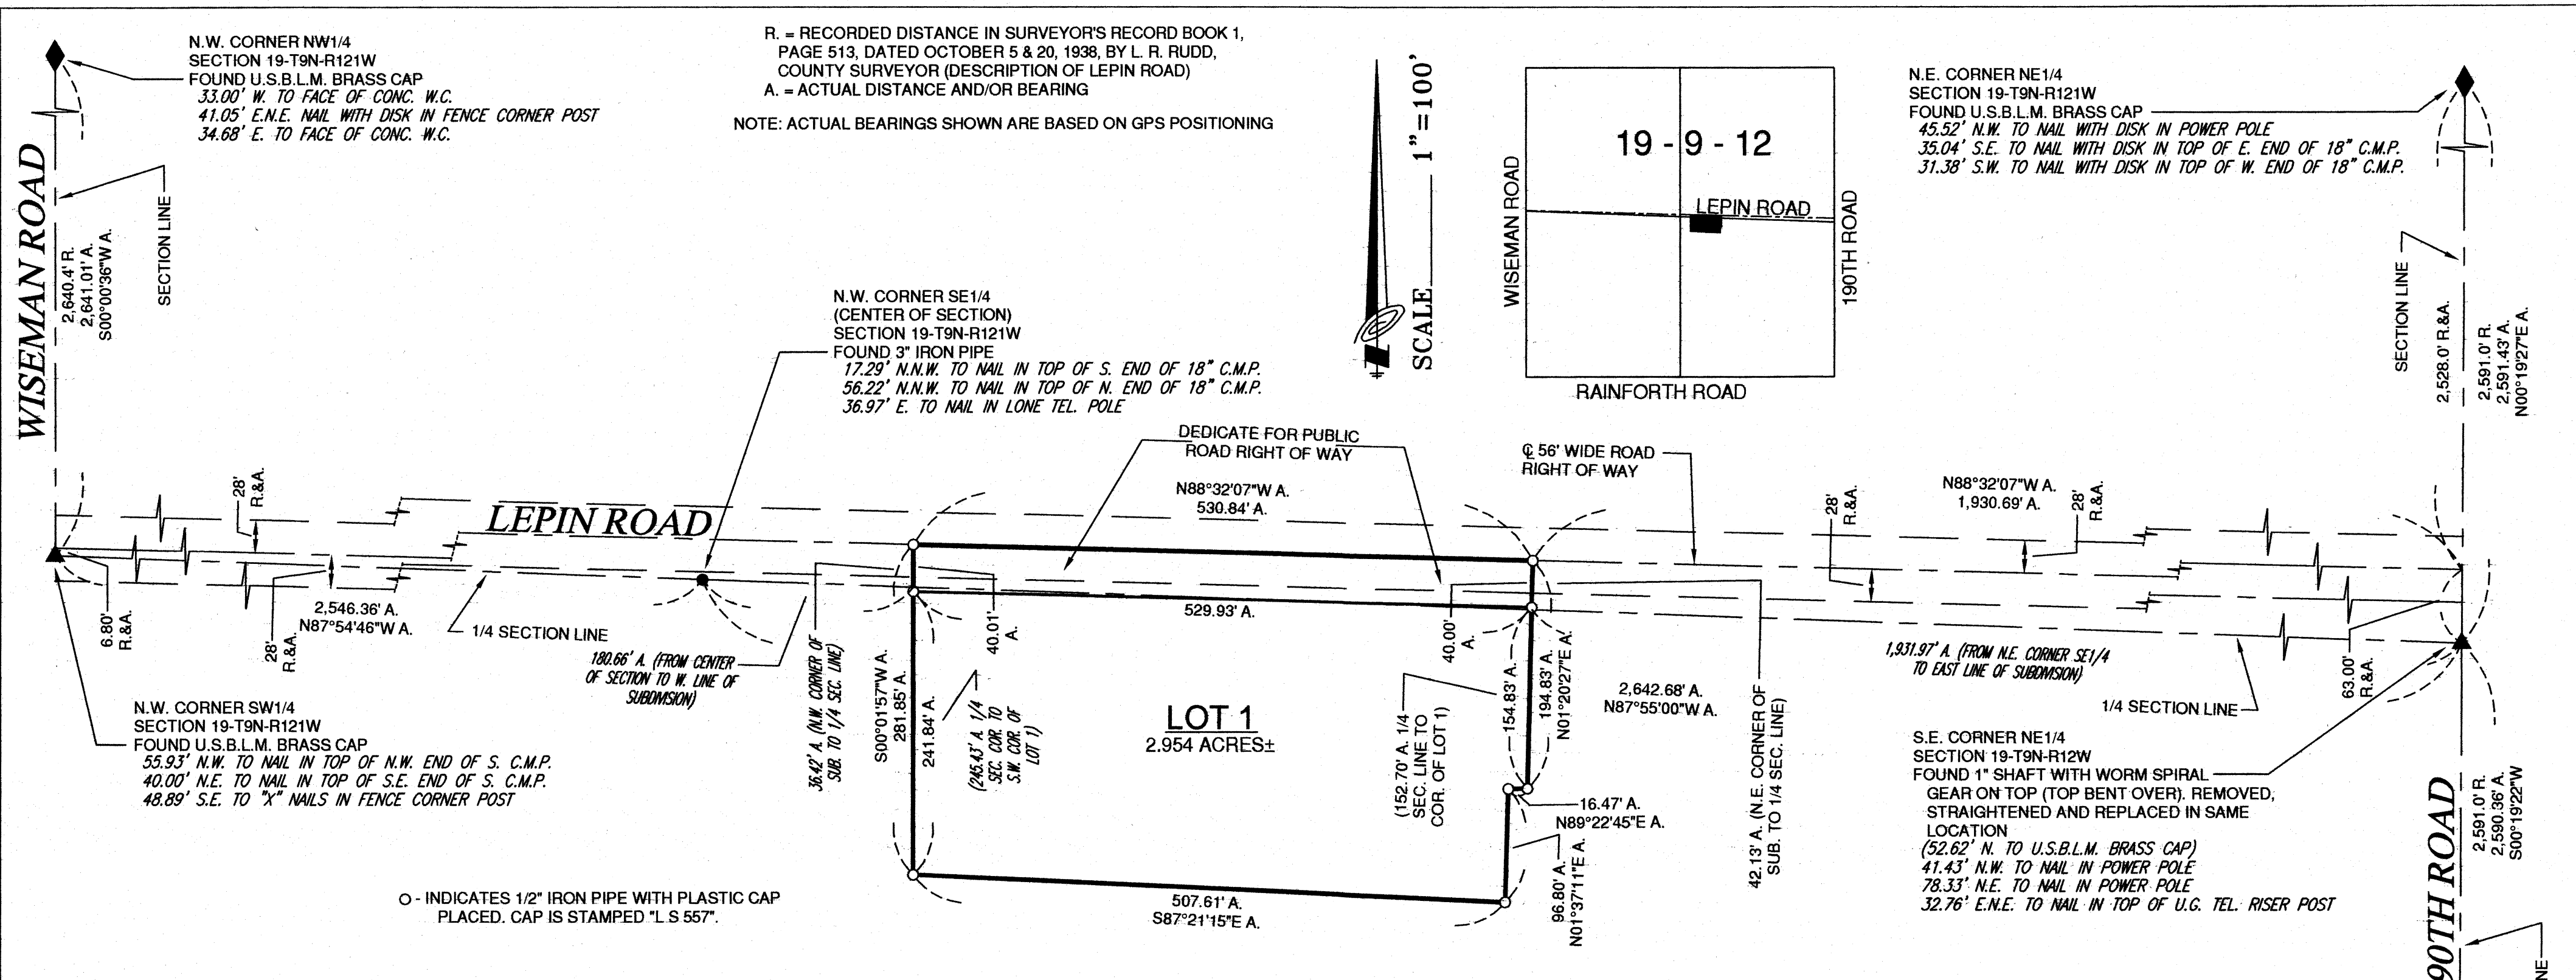 N.W. CORNER NW1/4
SECTION 19-T9N-R121W
FOUND U.S.B.L.M. BRASS CAP
33.00' W. TO FACE OF CONC. W.C.
41.05' E.N.E. NAIL WITH DISK IN FENCE CORNER POST
34.68' E. TO FACE OF CONC. W.C.
R. = RECORDED DISTANCE IN SURVEYOR'S RECORD BOOK 1,
PAGE 513, DATED OCTOBER 5 & 20, 1938, BY L. R. RUDD,
COUNTY SURVEYOR (DESCRIPTION OF LEPIN ROAD)
A. = ACTUAL DISTANCE AND/OR BEARING
NOTE: ACTUAL BEARINGS SHOWN ARE BASED ON GPS POSITIONING
SCALE 1"=100'
19 - 9 - 12
LEPIN ROAD
WISEMAN ROAD
190TH ROAD
RAINFORTH ROAD
N.E. CORNER NE1/4
SECTION 19-T9N-R121W
FOUND U.S.B.L.M. BRASS CAP
45.52' N.W. TO NAIL WITH DISK IN POWER POLE
35.04' S.E. TO NAIL WITH DISK IN TOP OF E. END OF 18" C.M.P.
31.38' S.W. TO NAIL WITH DISK IN TOP OF W. END OF 18" C.M.P.
WISEMAN ROAD
2,640.4' R.
2,641.01' A.
S00°00'36"W A.
SECTION LINE
N.W. CORNER SE1/4
(CENTER OF SECTION)
SECTION 19-T9N-R121W
FOUND 3" IRON PIPE
17.29' N.N.W. TO NAIL IN TOP OF S. END OF 18" C.M.P.
56.22' N.N.W. TO NAIL IN TOP OF N. END OF 18" C.M.P.
36.97' E. TO NAIL IN LONE TEL. POLE
SECTION LINE
2,528.0' R.&A.
2,591.0' R.
2,591.43' A.
N00°19'27"E A.
DEDICATE FOR PUBLIC
ROAD RIGHT OF WAY
N88°32'07"W A.
530.84' A.
℄ 56' WIDE ROAD
RIGHT OF WAY
N88°32'07"W A.
1,930.69' A.
28'
R.&A.
28'
R.&A.
28'
R.&A.
LEPIN ROAD
6.80'
R.&A.
28'
R.&A.
2,546.36' A.
N87°54'46"W A.
1/4 SECTION LINE
180.66' A. (FROM CENTER
OF SECTION TO W. LINE OF
SUBDIVISION)
36.42' A. (N.W. CORNER OF
SUB. TO 1/4 SEC. LINE)
S00°01'57"W A.
281.85' A.
241.84' A.
40.01'
A.
(245.43' A. 1/4
SEC. COR. TO
S.W. COR. OF
LOT 1)
529.93' A.
LOT 1
2.954 ACRES±
40.00'
A.
(152.70' A. 1/4
SEC. LINE TO
COR. OF LOT 1)
154.83' A.
194.83' A.
N01°20'27"E A.
2,642.68' A.
N87°55'00"W A.
42.13' A. (N.E. CORNER OF
SUB. TO 1/4 SEC. LINE)
16.47' A.
N89°22'45"E A.
96.80' A.
N01°37'11"E A.
507.61' A.
S87°21'15"E A.
1,931.97' A. (FROM N.E. CORNER SE1/4
TO EAST LINE OF SUBDIVISION)
63.00'
R.&A.
1/4 SECTION LINE
N.W. CORNER SW1/4
SECTION 19-T9N-R121W
FOUND U.S.B.L.M. BRASS CAP
55.93' N.W. TO NAIL IN TOP OF N.W. END OF S. C.M.P.
40.00' N.E. TO NAIL IN TOP OF S.E. END OF S. C.M.P.
48.89' S.E. TO "X" NAILS IN FENCE CORNER POST
O - INDICATES 1/2" IRON PIPE WITH PLASTIC CAP
PLACED. CAP IS STAMPED "L S 557".
S.E. CORNER NE1/4
SECTION 19-T9N-R12W
FOUND 1" SHAFT WITH WORM SPIRAL
GEAR ON TOP (TOP BENT OVER). REMOVED,
STRAIGHTENED AND REPLACED IN SAME
LOCATION
(52.62' N. TO U.S.B.L.M. BRASS CAP)
41.43' N.W. TO NAIL IN POWER POLE
78.33' N.E. TO NAIL IN POWER POLE
32.76' E.N.E. TO NAIL IN TOP OF U.G. TEL. RISER POST
90TH ROAD
2,591.0' R.
2,590.36' A.
S00°19'22"W
NE